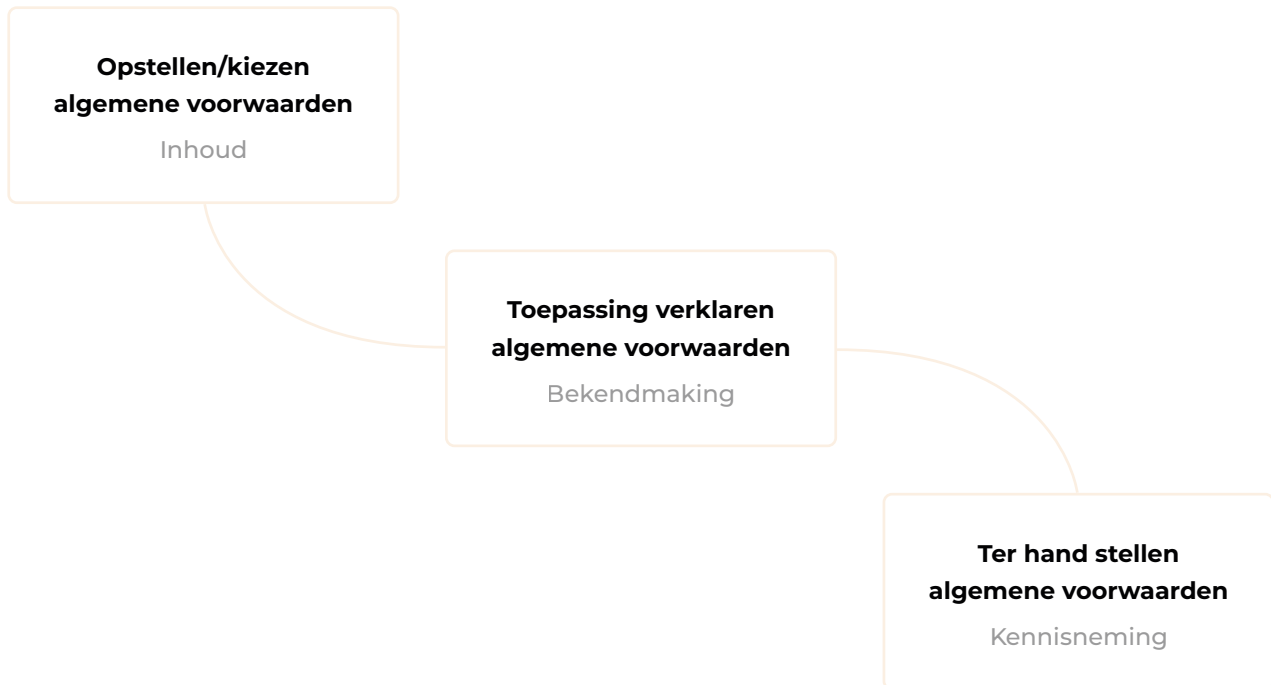 Opstellen/kiezen
algemene voorwaarden
Inhoud
Toepassing verklaren
algemene voorwaarden
Bekendmaking
Ter hand stellen
algemene voorwaarden
Kennisneming